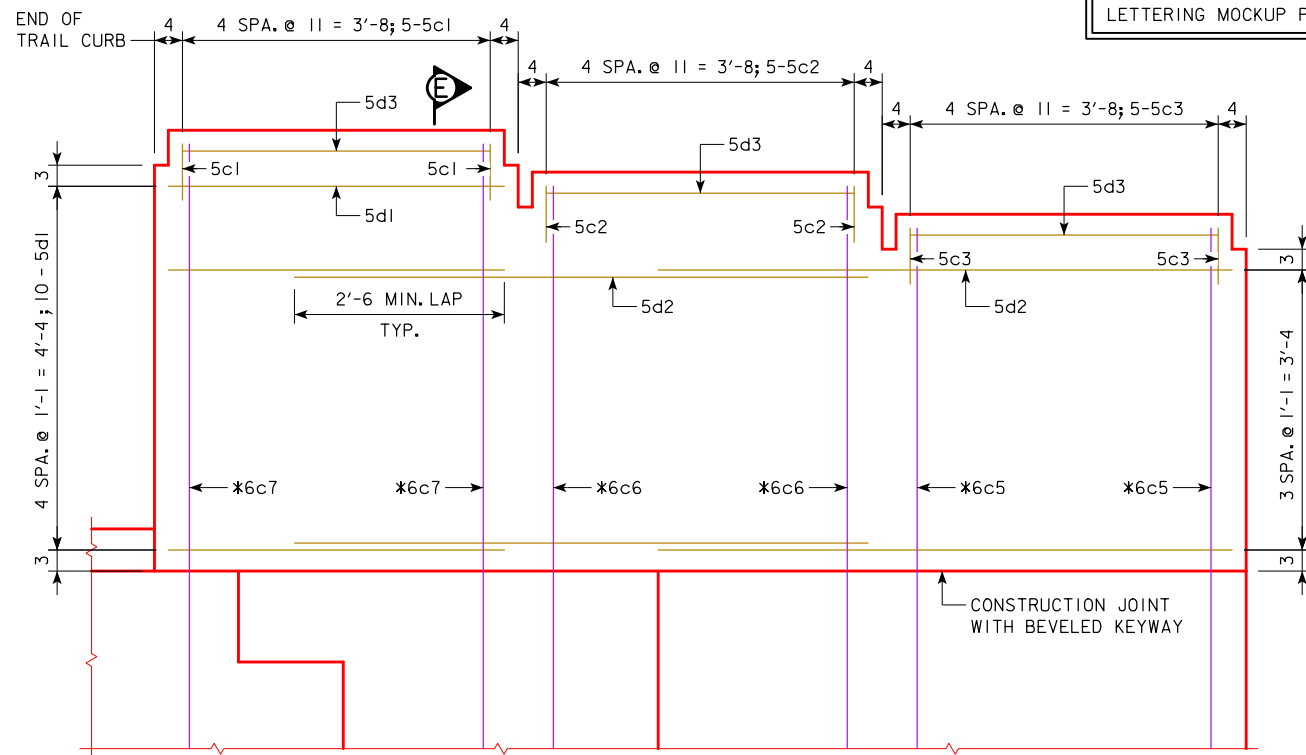 END OF
TRAIL CURB
4
4 SPA. @ 11 = 3'-8; 5-5c1
4
LETTERING MOCKUP
4
4 SPA. @ 11 = 3'-8; 5-5c2
4
E
5d3
4
4 SPA. @ 11 = 3'-8; 5-5c3
4
5d3
3
5c1
5c1
5d3
5d1
5c2
5c2
5c3
5c3
3
2'-6 MIN. LAP
TYP.
5d2
5d2
4 SPA. @ 1'-1 = 4'-4; 10-5d1
3 SPA. @ 1'-1 = 3'-4
*6c7
*6c7
*6c6
*6c6
*6c5
*6c5
3
3
CONSTRUCTION JOINT
WITH BEVELED KEYWAY